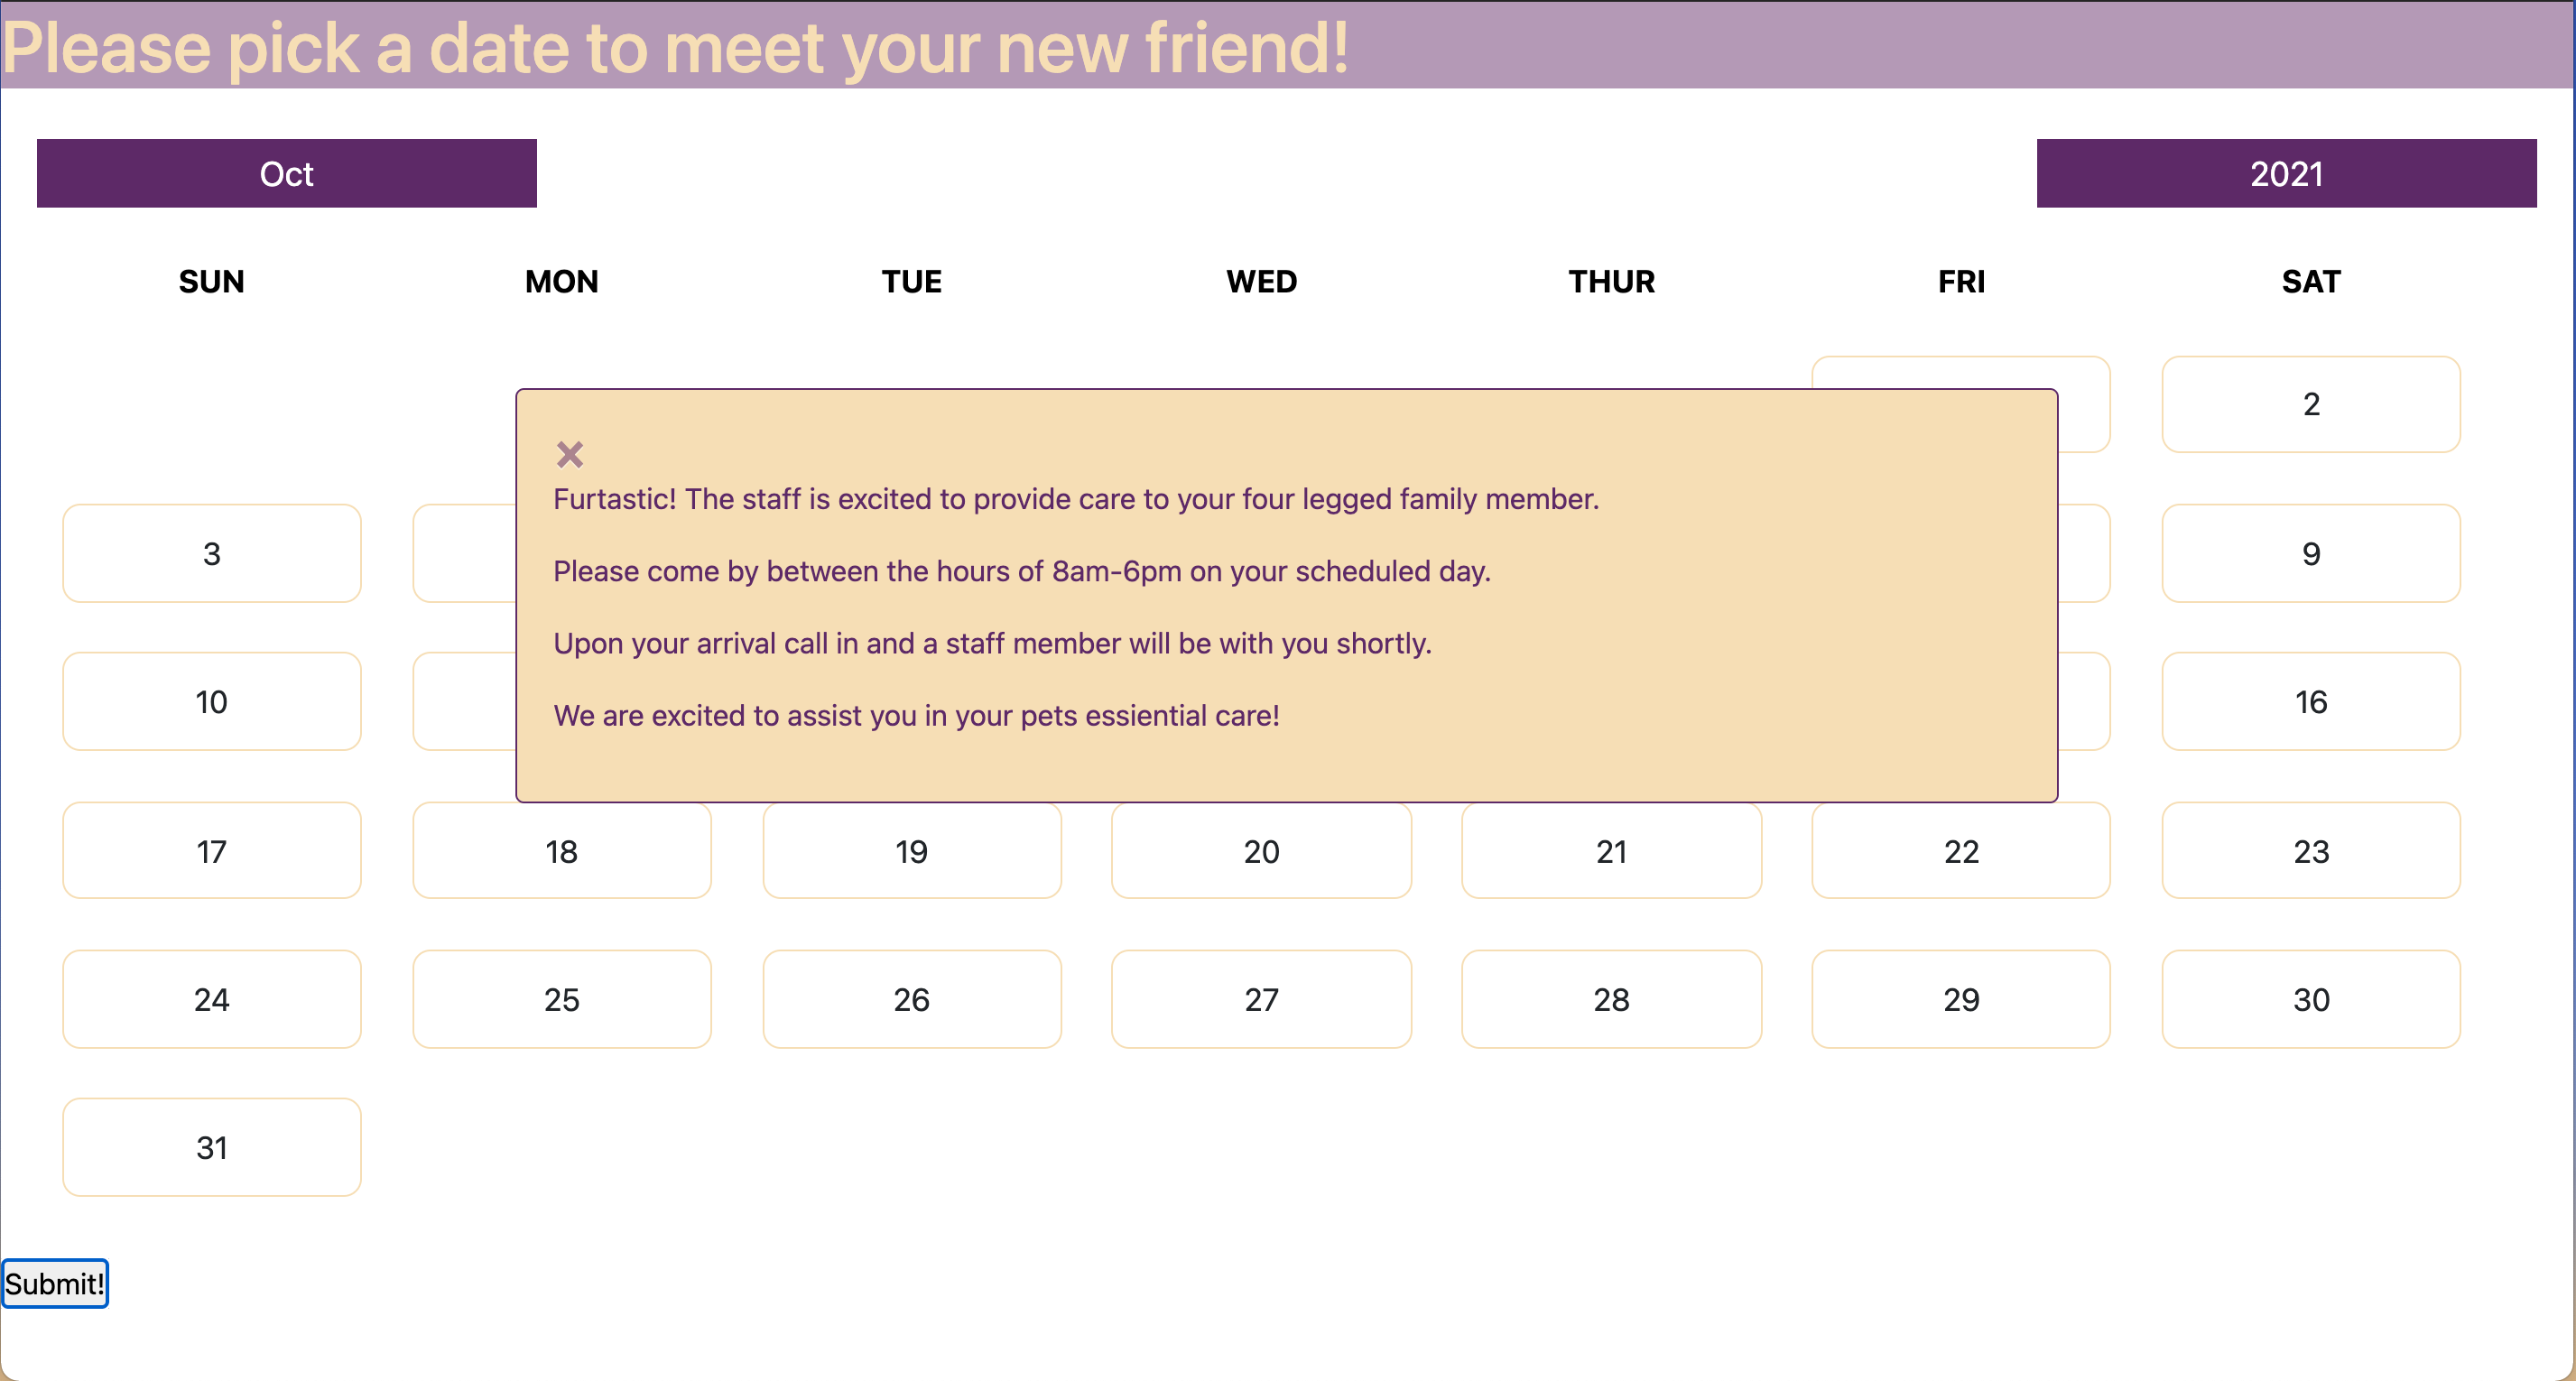 Please pick a date to meet your new friend!
Oct 2021
SUN MON TUE WED THUR FRI SAT
2
×
Furtastic! The staff is excited to provide care to your four legged family member.
3 9
Please come by between the hours of 8am-6pm on your scheduled day.
Upon your arrival call in and a staff member will be with you shortly.
10 16
We are excited to assist you in your pets essiential care!
17 18 19 20 21 22 23
24 25 26 27 28 29 30
31
Submit!